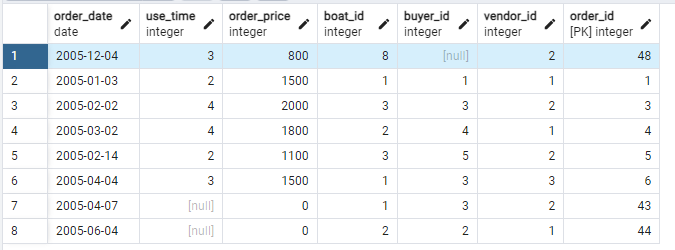 order_date use_time order_price boat_id buyer_id vendor_id order_id
date integer integer integer integer integer [PK] integer
1 2005-12-04 3 800 8 [null] 2 48
2 2005-01-03 2 1500 1 1 1 1
3 2005-02-02 4 2000 3 3 2 3
4 2005-03-02 4 1800 2 4 1 4
5 2005-02-14 2 1100 3 5 2 5
6 2005-04-04 3 1500 1 3 3 6
7 2005-04-07 [null] 0 1 3 2 43
8 2005-06-04 [null] 0 2 2 1 44